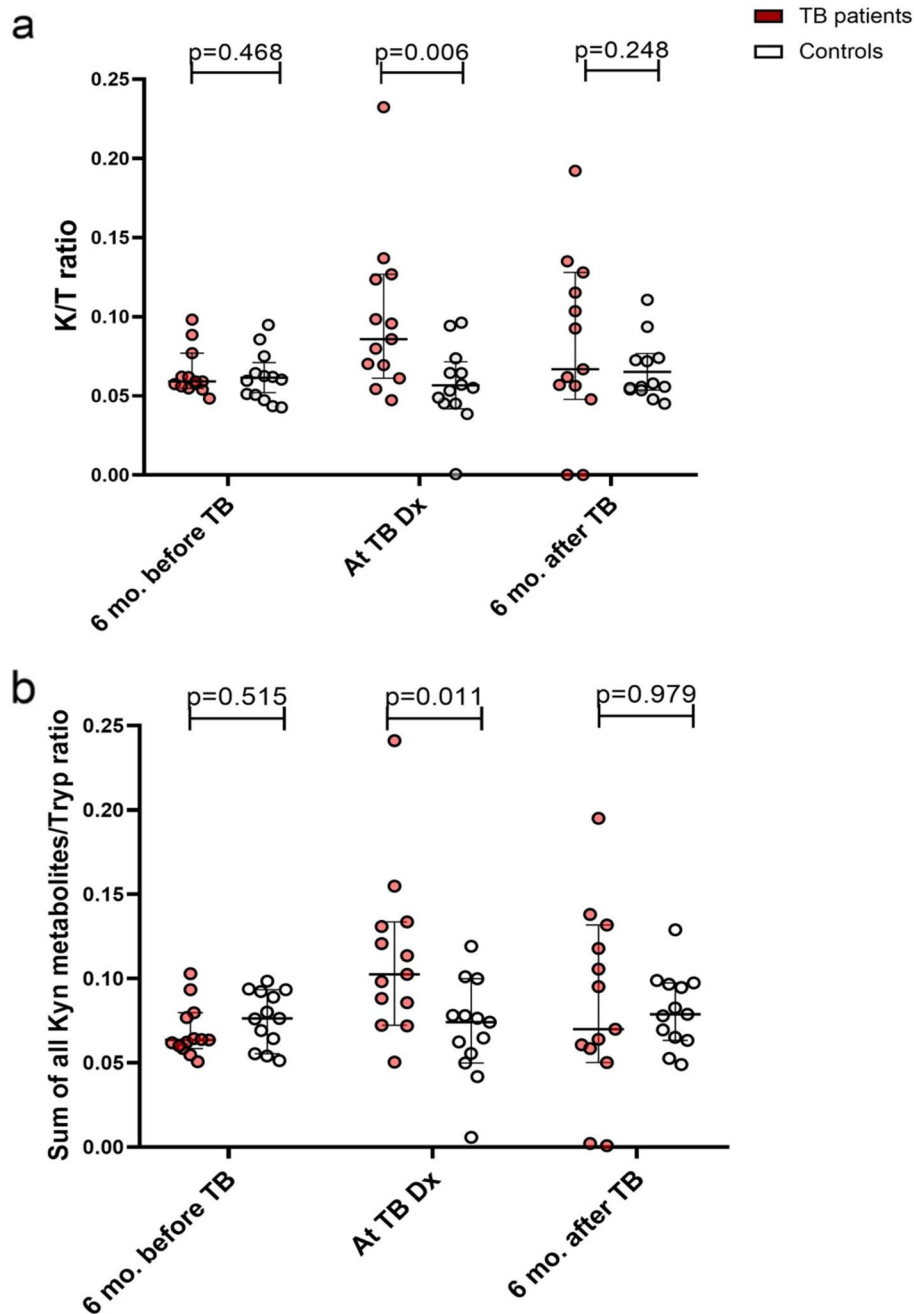 a
TB patients
Controls
p=0.468
p=0.006
p=0.248
0.25
0.20
0.15
0.10
0.05
0.00
K/T ratio
6 mo. before TB
At TB Dx
6 mo. after TB
b
p=0.515
p=0.011
p=0.979
0.25
0.20
0.15
0.10
0.05
0.00
Sum of all Kyn metabolites/Tryp ratio
6 mo. before TB
At TB Dx
6 mo. after TB